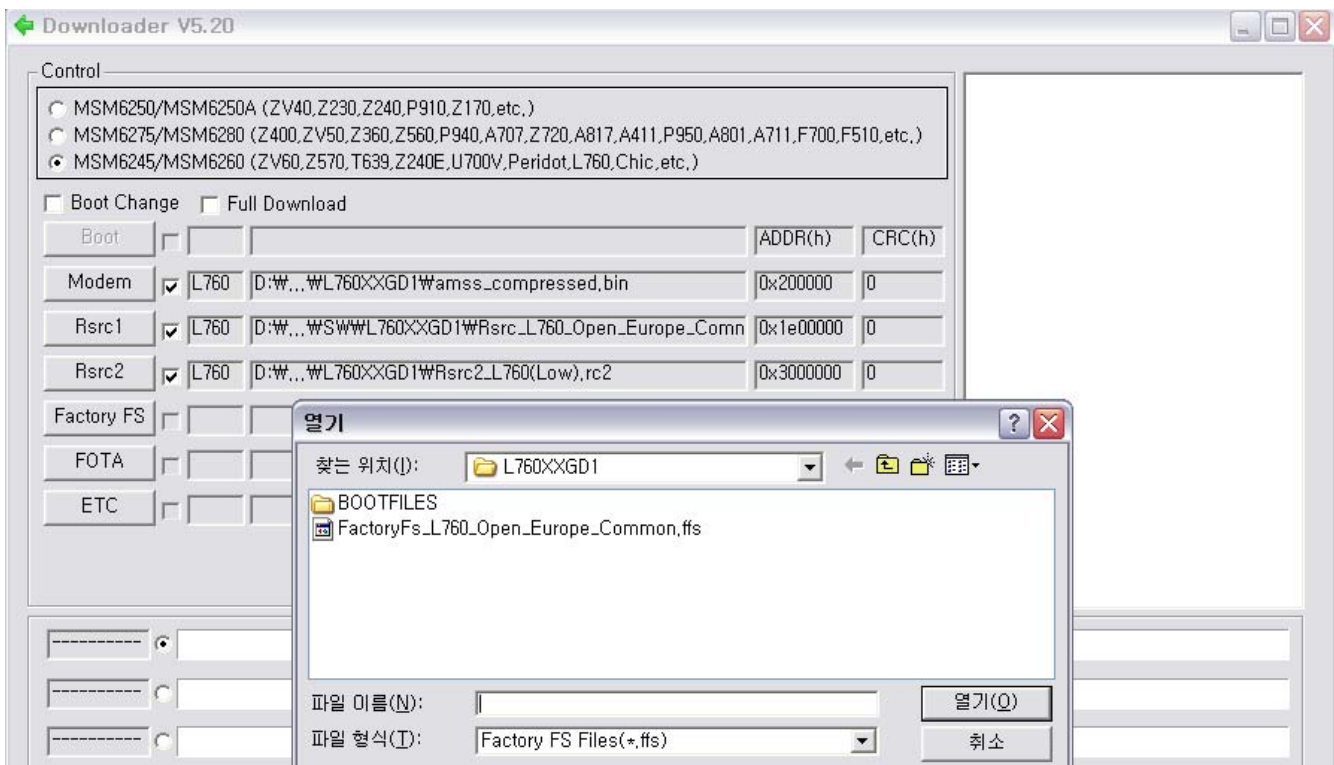 Downloader V5.20
Control
MSM6250/MSM6250A (ZV40,Z230,Z240,P910,Z170,etc,)
MSM6275/MSM6280 (Z400,ZV50,Z360,Z560,P940,A707,Z720,A817,A411,P950,A801,A711,F700,F510,etc,)
MSM6245/MSM6260 (ZV60,Z570,T639,Z240E,U700V,Peridot,L760,Chic,etc,)
Boot Change Full Download
Boot ADDR(h) CRC(h)
Modem L760 D:₩,,,₩L760XXGD1₩amss_compressed,bin 0x200000 0
Rsrc1 L760 D:₩,,,₩SW₩L760XXGD1₩Rsrc_L760_Open_Europe_Comn 0x1e00000 0
Rsrc2 L760 D:₩,,,₩L760XXGD1₩Rsrc2_L760(Low),rc2 0x3000000 0
Factory FS
FOTA
ETC
열기
찾는 위치(I): L760XXGD1
BOOTFILES
FactoryFs_L760_Open_Europe_Common,ffs
파일 이름(N): 열기(O)
파일 형식(T): Factory FS Files(*,ffs) 취소
----------
----------
----------